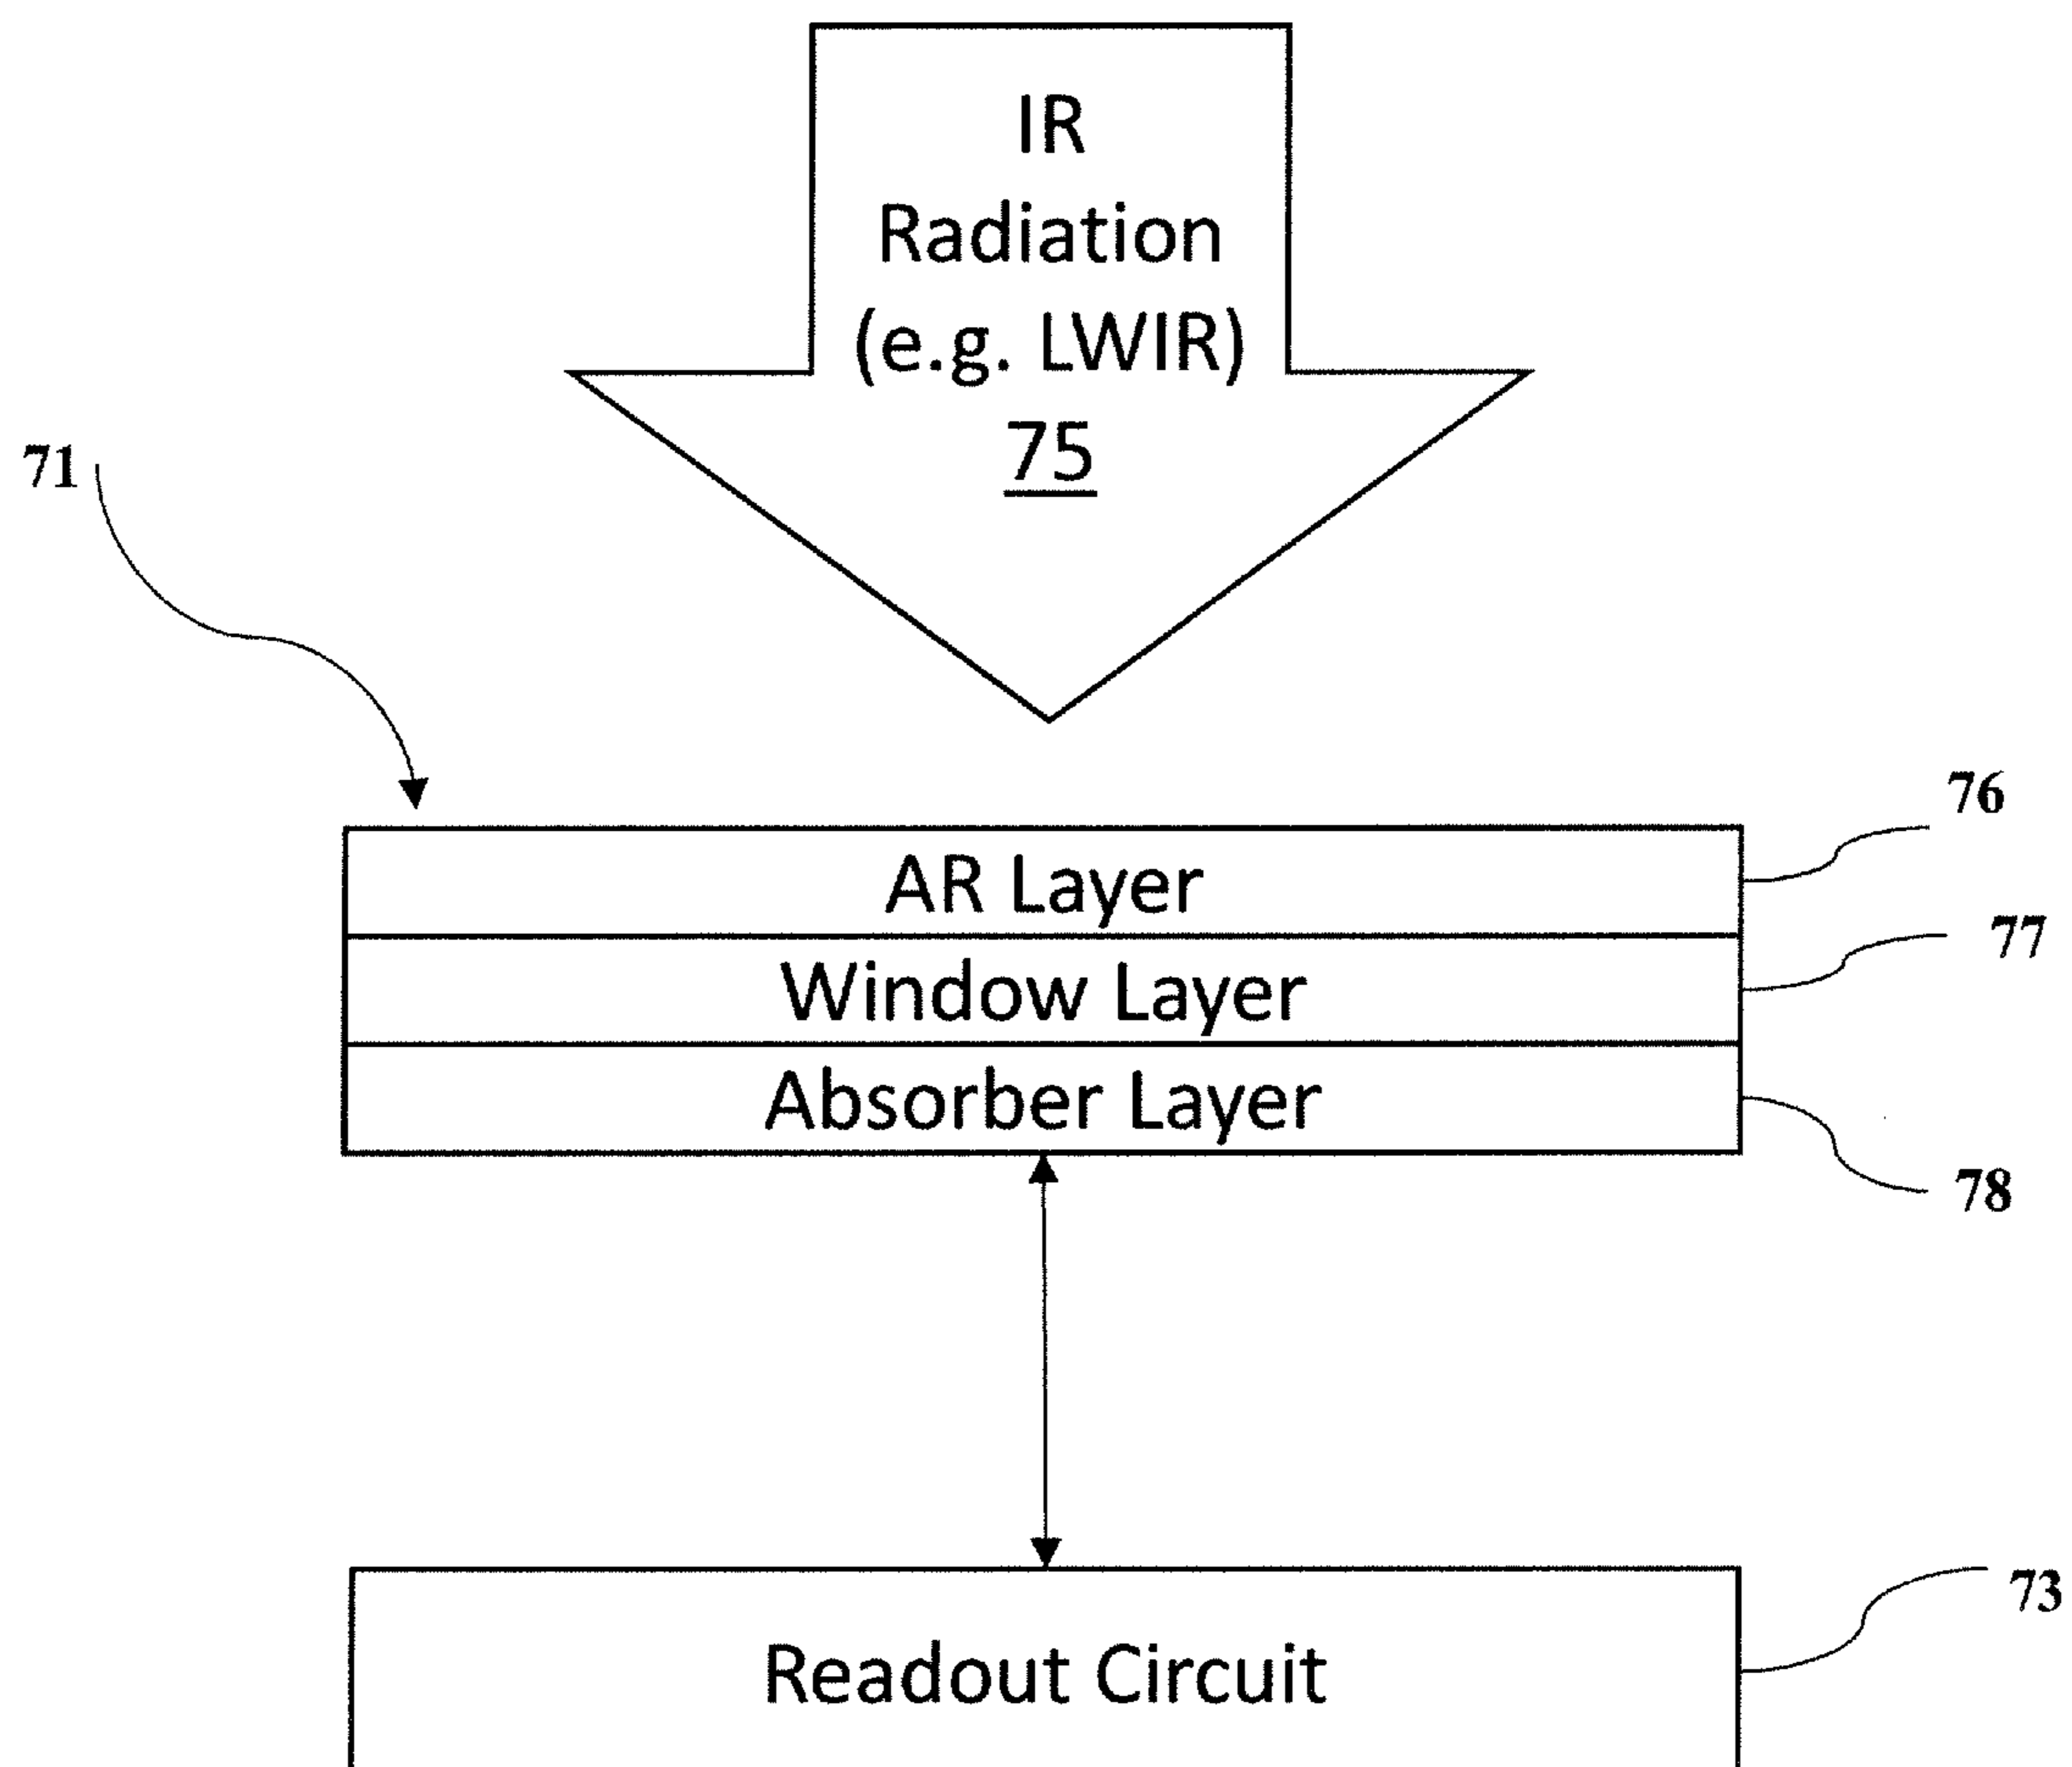 IR
Radiation
(e.g. LWIR)
75
71
76
AR Layer
77
Window Layer
Absorber Layer
78
73
Readout Circuit